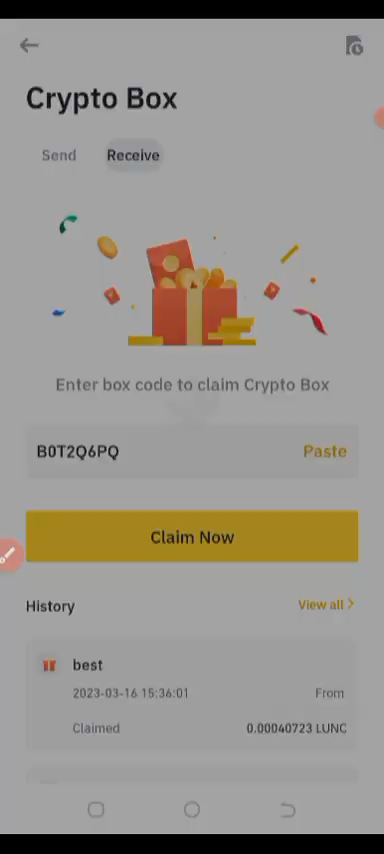 Crypto Box
Send Receive
Enter box code to claim Crypto Box
B0T2Q6PQ Paste
Claim Now
History View all >
best
2023-03-16 15:36:01 From
Claimed 0.00040723 LUNC